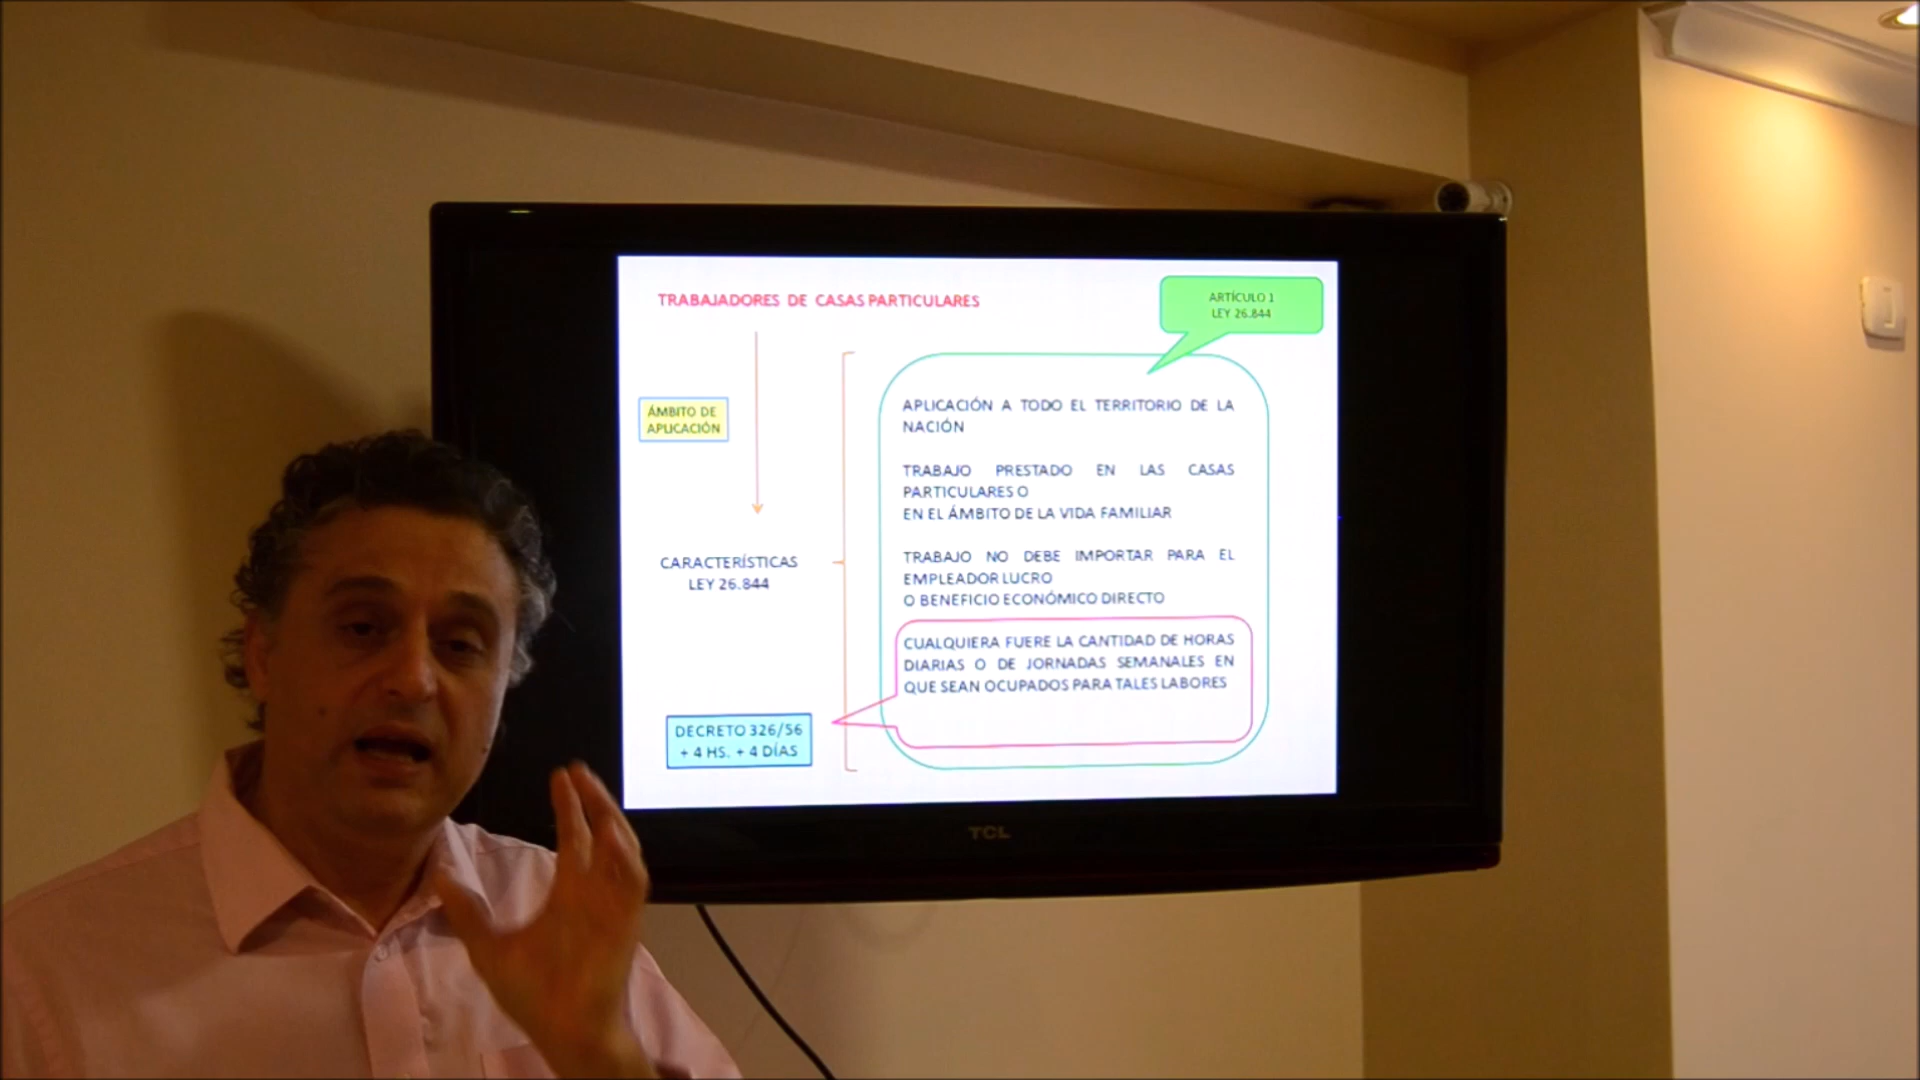 TRABAJADORES DE CASAS PARTICULARES
ARTÍCULO 1
LEY 26.844
ÁMBITO DE
APLICACIÓN
CARACTERÍSTICAS
LEY 26.844
APLICACIÓN A TODO EL TERRITORIO DE LA
NACIÓN
TRABAJO PRESTADO EN LAS CASAS
PARTICULARES O
EN EL ÁMBITO DE LA VIDA FAMILIAR
TRABAJO NO DEBE IMPORTAR PARA EL
EMPLEADOR LUCRO
O BENEFICIO ECONÓMICO DIRECTO
CUALQUIERA FUERE LA CANTIDAD DE HORAS
DIARIAS O DE JORNADAS SEMANALES EN
QUE SEAN OCUPADOS PARA TALES LABORES
DECRETO 326/56
+ 4 HS. + 4 DÍAS
TCL